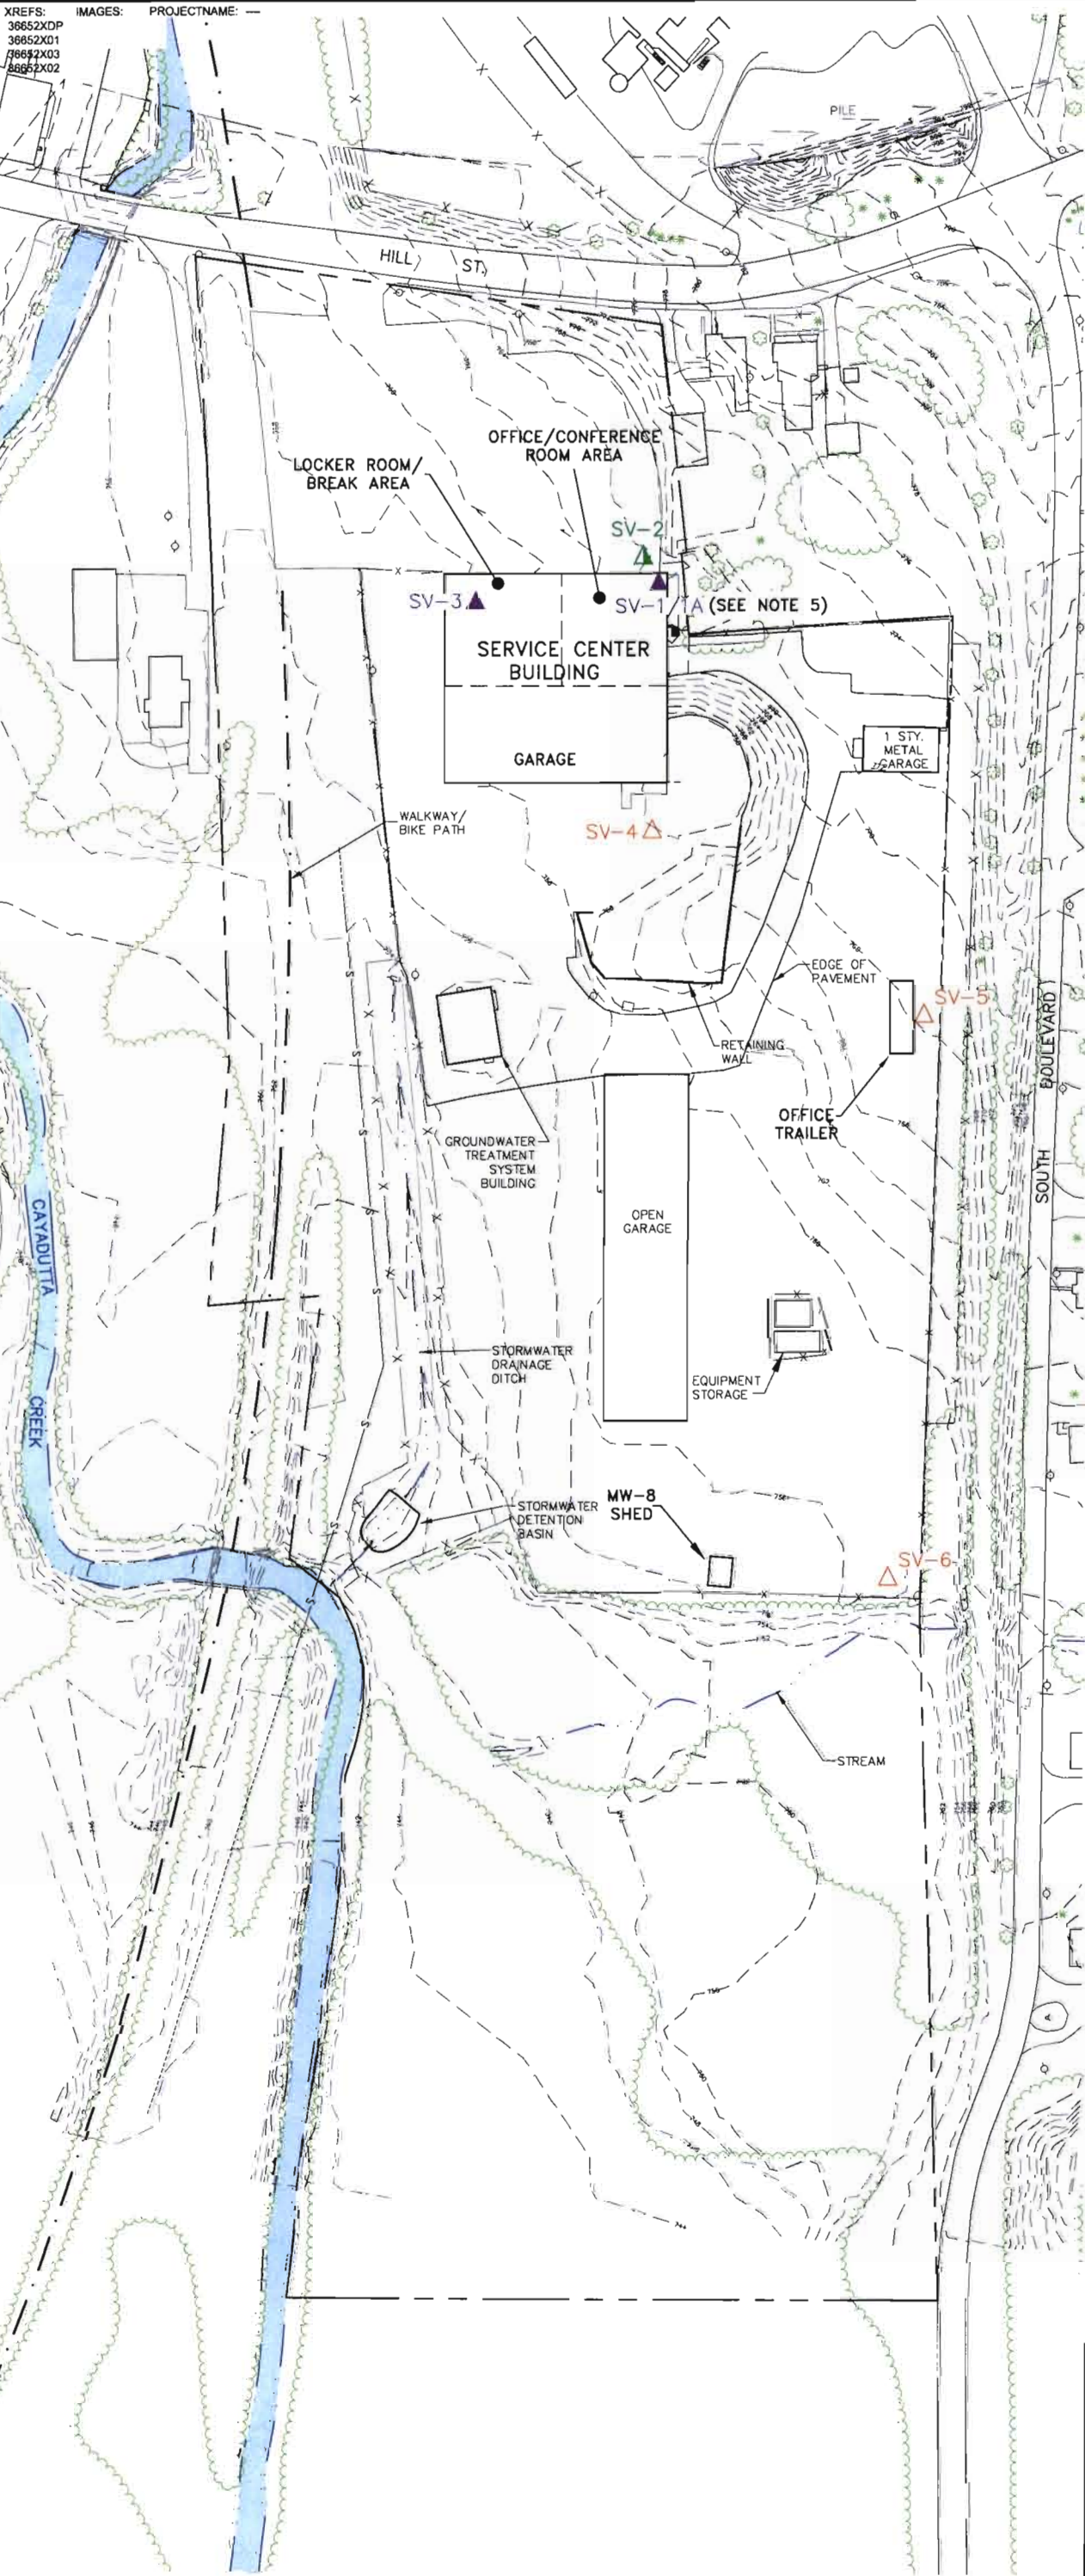 XREFS: IMAGES: PROJECTNAME: ---
36652XDP
36652X01
36652X03
36652X02
PILE
HILL ST.
OFFICE/CONFERENCE
ROOM AREA
LOCKER ROOM/
BREAK AREA
SV-2
SV-3
SV-1/1A (SEE NOTE 5)
SERVICE CENTER
BUILDING
GARAGE
1 STY.
METAL
GARAGE
WALKWAY/
BIKE PATH
SV-4
EDGE OF
PAVEMENT
SV-5
RETAINING
WALL
SOUTH BOULEVARD
OFFICE
TRAILER
GROUNDWATER
TREATMENT
SYSTEM
BUILDING
OPEN
GARAGE
CAYADUTTA
CREEK
STORMWATER
DRAINAGE
DITCH
EQUIPMENT
STORAGE
STORMWATER
DETENTION
BASIN
MW-8
SHED
SV-6
STREAM